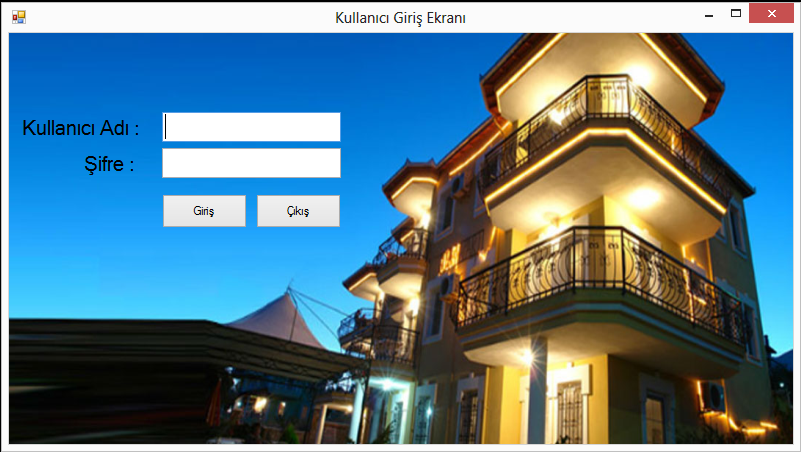 Kullanıcı Giriş Ekranı
Kullanıcı Adı :
Şifre :
Giriş Çıkış